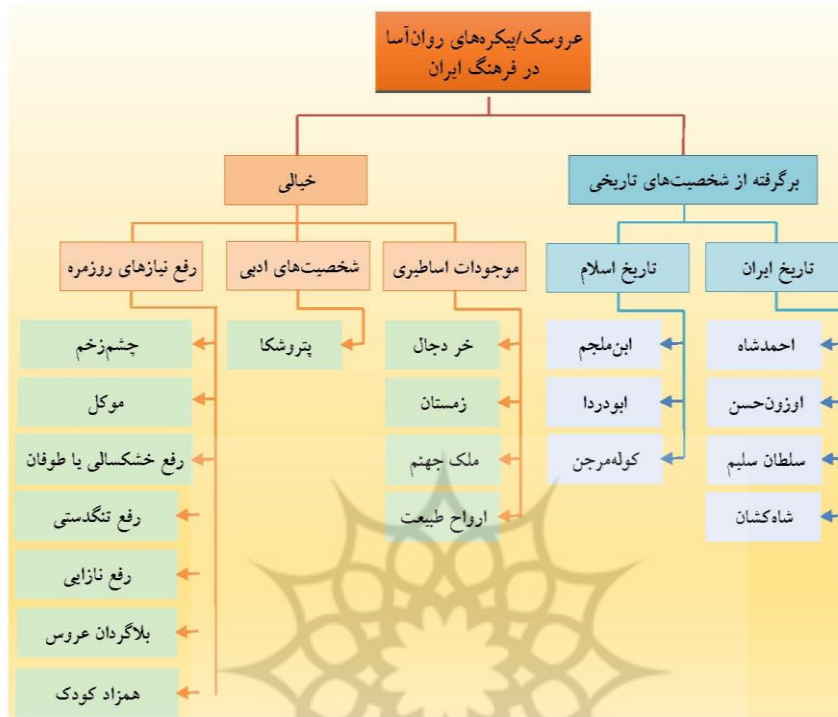 عروسک/پیکره‌های روان‌آسا
در فرهنگ ایران
برگرفته از شخصیت‌های تاریخی
خیالی
تاریخ ایران
تاریخ اسلام
موجودات اساطیری
شخصیت‌های ادبی
رفع نیازهای روزمره
احمدشاه
اوزون‌حسن
سلطان سلیم
شاه‌کشان
ابن‌ملجم
ابودردا
کوله‌مرجن
خر دجال
زمستان
ملک جهنم
ارواح طبیعت
پتروشکا
چشم‌زخم
موکل
رفع خشکسالی یا طوفان
رفع تنگدستی
رفع نازایی
بلاگردان عروس
همزاد کودک